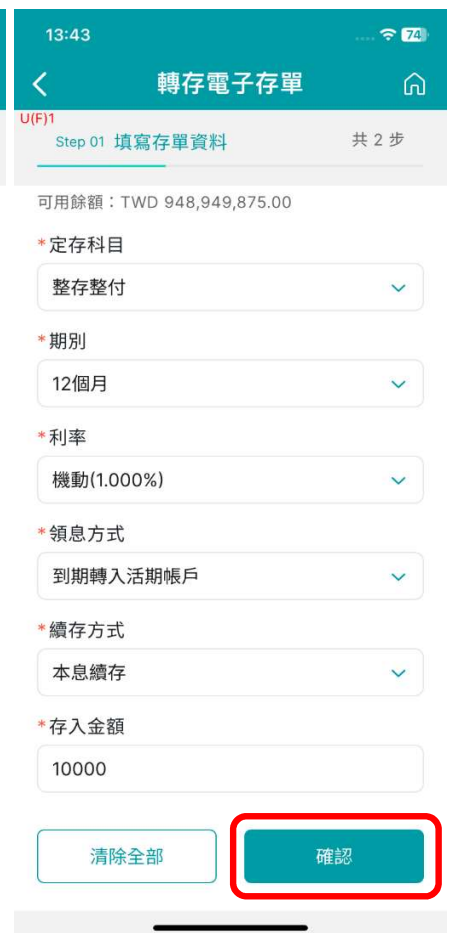 13:43
74
轉存電子存單
U(F)1
Step 01 填寫存單資料
共 2 步
可用餘額：TWD 948,949,875.00
*定存科目
整存整付
*期別
12個月
*利率
機動(1.000%)
*領息方式
到期轉入活期帳戶
*續存方式
本息續存
*存入金額
10000
清除全部
確認